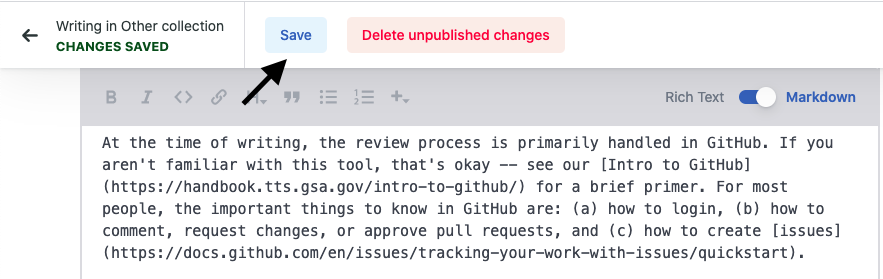 Writing in Other collection
CHANGES SAVED
Save
Delete unpublished changes
Rich Text
Markdown
At the time of writing, the review process is primarily handled in GitHub. If you
aren't familiar with this tool, that's okay -- see our [Intro to GitHub]
(https://handbook.tts.gsa.gov/intro-to-github/) for a brief primer. For most
people, the important things to know in GitHub are: (a) how to login, (b) how to
comment, request changes, or approve pull requests, and (c) how to create [issues]
(https://docs.github.com/en/issues/tracking-your-work-with-issues/quickstart).